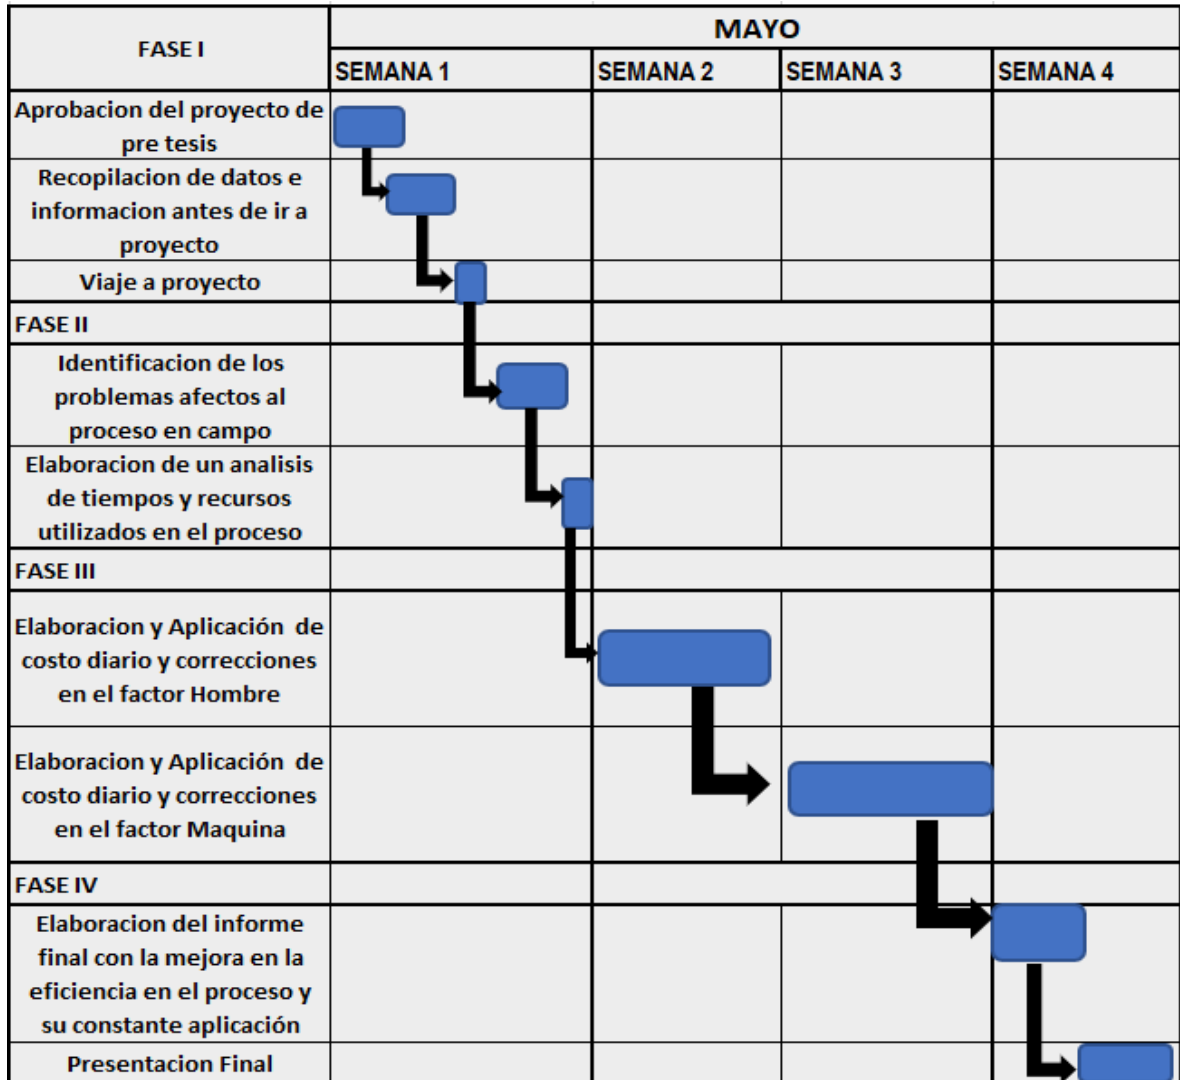 FASE I
MAYO
SEMANA 1
SEMANA 2
SEMANA 3
SEMANA 4
Aprobacion del proyecto de
pre tesis
Recopilacion de datos e
informacion antes de ir a
proyecto
Viaje a proyecto
FASE II
Identificacion de los
problemas afectos al
proceso en campo
Elaboracion de un analisis
de tiempos y recursos
utilizados en el proceso
FASE III
Elaboracion y Aplicación de
costo diario y correcciones
en el factor Hombre
Elaboracion y Aplicación de
costo diario y correcciones
en el factor Maquina
FASE IV
Elaboracion del informe
final con la mejora en la
eficiencia en el proceso y
su constante aplicación
Presentacion Final